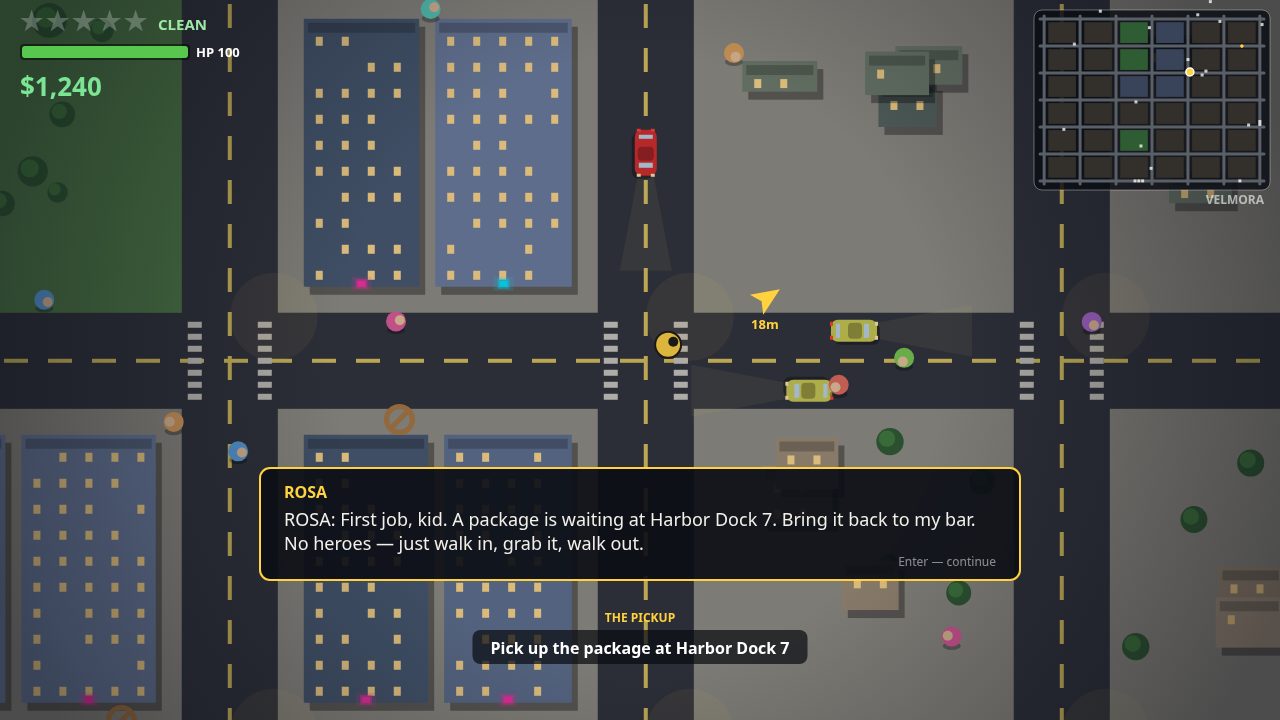 CLEAN
HP 100
$1,240
VELMORA
18m
ROSA
ROSA: First job, kid. A package is waiting at Harbor Dock 7. Bring it back to my bar.
No heroes — just walk in, grab it, walk out.
Enter — continue
THE PICKUP
Pick up the package at Harbor Dock 7